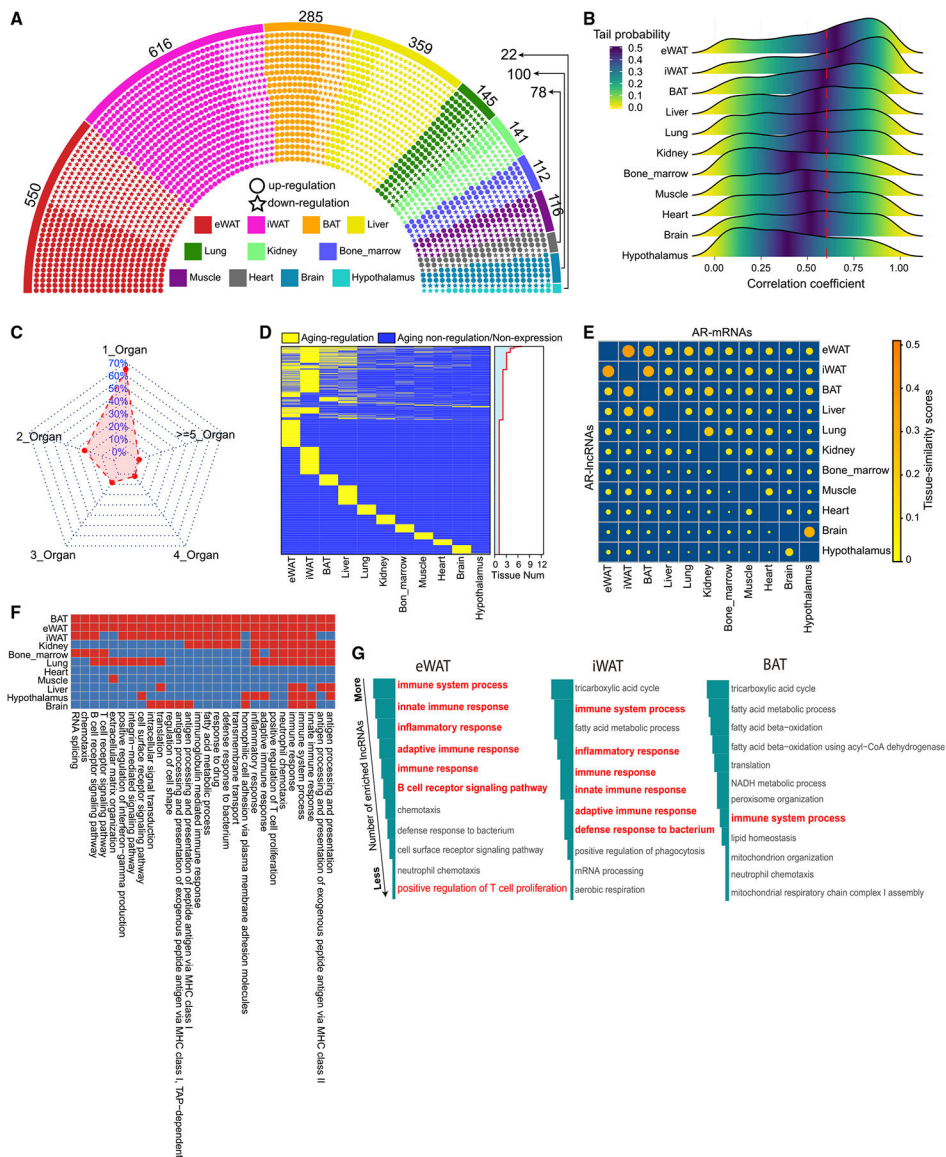 A
550
616
285
359
145
141
112
116
22
100
78
up-regulation
down-regulation
eWAT iWAT BAT Liver
Lung Kidney Bone_marrow
Muscle Heart Brain Hypothalamus
B
Tail probability
0.5
0.4
0.3
0.2
0.1
0.0
eWAT
iWAT
BAT
Liver
Lung
Kidney
Bone_marrow
Muscle
Heart
Brain
Hypothalamus
0.00 0.25 0.50 0.75 1.00
Correlation coefficient
C
1_Organ
70%
60%
50%
40%
30%
20%
10%
0%
2_Organ
>=5_Organ
3_Organ
4_Organ
D
Aging-regulation Aging non-regulation/Non-expression
eWAT
iWAT
BAT
Liver
Lung
Kidney
Bon_marrow
Muscle
Heart
Brain
Hypothalamus
0 3 6 9 12
Tissue Num
E
AR-mRNAs
AR-lncRNAs
eWAT
iWAT
BAT
Liver
Lung
Kidney
Bone_marrow
Muscle
Heart
Brain
Hypothalamus
eWAT
iWAT
BAT
Liver
Lung
Kidney
Bone_marrow
Muscle
Heart
Brain
Hypothalamus
0.5
0.4
0.3
0.2
0.1
0
Tissue-similarity scores
F
BAT
eWAT
iWAT
Kidney
Bone_marrow
Lung
Heart
Muscle
Liver
Hypothalamus
Brain
RNA splicing
chemotaxis
B cell receptor signaling pathway
T cell receptor signaling pathway
extracellular matrix organization
positive regulation of interferon-gamma production
integrin-mediated signaling pathway
cell surface receptor signaling pathway
intracellular signal transduction
translation
regulation of cell shape
antigen processing and presentation of exogenous peptide antigen via MHC class I, TAP-dependent
antigen processing and presentation of peptide antigen via MHC class I
immunoglobulin mediated immune response
fatty acid metabolic process
response to drug
defense response to bacterium
transmembrane transport
homophilic cell adhesion via plasma membrane adhesion molecules
inflammatory response
adaptive immune response
positive regulation of T cell proliferation
neutrophil chemotaxis
immune response
immune system process
innate immune response
antigen processing and presentation of exogenous peptide antigen via MHC class II
antigen processing and presentation
G
More
Number of enriched lncRNAs
Less
eWAT
immune system process
innate immune response
inflammatory response
adaptive immune response
immune response
B cell receptor signaling pathway
chemotaxis
defense response to bacterium
cell surface receptor signaling pathway
neutrophil chemotaxis
positive regulation of T cell proliferation
iWAT
tricarboxylic acid cycle
immune system process
fatty acid metabolic process
inflammatory response
immune response
innate immune response
adaptive immune response
defense response to bacterium
positive regulation of phagocytosis
mRNA processing
aerobic respiration
BAT
tricarboxylic acid cycle
fatty acid metabolic process
fatty acid beta-oxidation
fatty acid beta-oxidation using acyl-CoA dehydrogenase
translation
NADH metabolic process
peroxisome organization
immune system process
lipid homeostasis
mitochondrion organization
neutrophil chemotaxis
mitochondrial respiratory chain complex I assembly